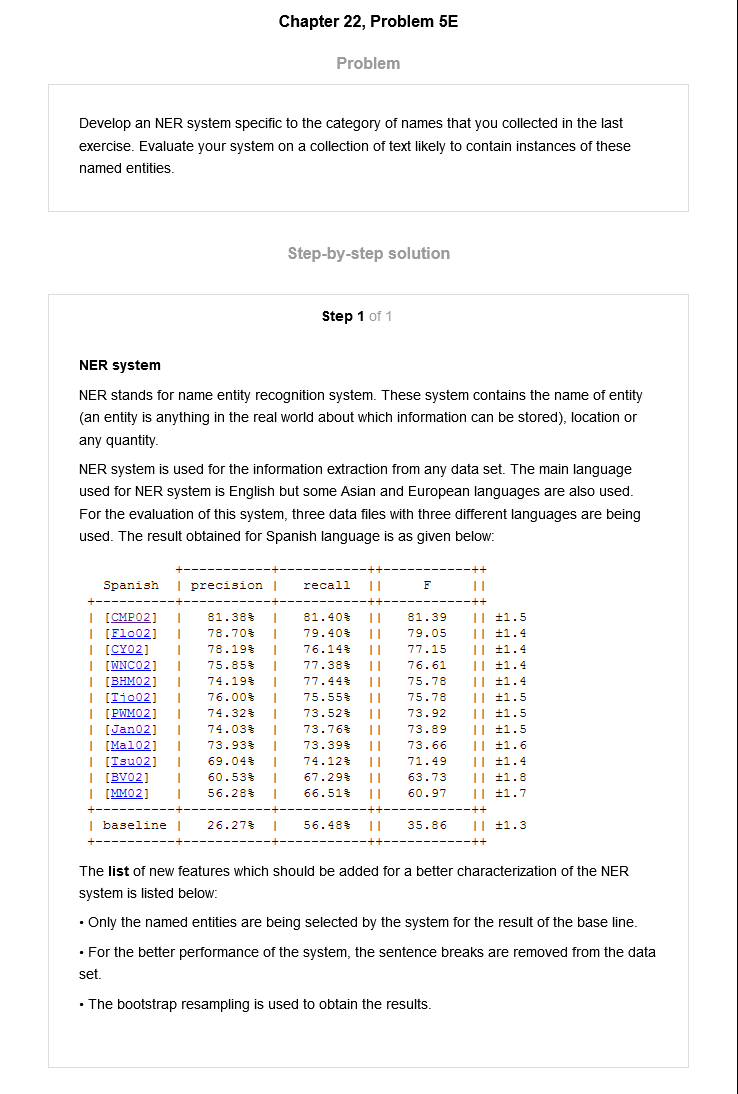 Chapter 22, Problem 5E
Problem
Develop an NER system specific to the category of names that you collected in the last
exercise. Evaluate your system on a collection of text likely to contain instances of these
named entities.
Step-by-step solution
Step 1 of 1
NER system
NER stands for name entity recognition system. These system contains the name of entity
(an entity is anything in the real world about which information can be stored), location or
any quantity.
NER system is used for the information extraction from any data set. The main language
used for NER system is English but some Asian and European languages are also used.
For the evaluation of this system, three data files with three different languages are being
used. The result obtained for Spanish language is as given below:
+-----------+-----------++-----------++
Spanish | precision | recall || F ||
+----------+-----------+-----------++-----------++
| [CMP02] | 81.38% | 81.40% || 81.39 || ±1.5
| [Flo02] | 78.70% | 79.40% || 79.05 || ±1.4
| [CY02] | 78.19% | 76.14% || 77.15 || ±1.4
| [WNC02] | 75.85% | 77.38% || 76.61 || ±1.4
| [BHM02] | 74.19% | 77.44% || 75.78 || ±1.4
| [Tjo02] | 76.00% | 75.55% || 75.78 || ±1.5
| [PWM02] | 74.32% | 73.52% || 73.92 || ±1.5
| [Jan02] | 74.03% | 73.76% || 73.89 || ±1.5
| [Mal02] | 73.93% | 73.39% || 73.66 || ±1.6
| [Tsu02] | 69.04% | 74.12% || 71.49 || ±1.4
| [BV02] | 60.53% | 67.29% || 63.73 || ±1.8
| [MM02] | 56.28% | 66.51% || 60.97 || ±1.7
+----------+-----------+-----------++-----------++
| baseline | 26.27% | 56.48% || 35.86 || ±1.3
+----------+-----------+-----------++-----------++
The list of new features which should be added for a better characterization of the NER
system is listed below:
• Only the named entities are being selected by the system for the result of the base line.
• For the better performance of the system, the sentence breaks are removed from the data
set.
• The bootstrap resampling is used to obtain the results.